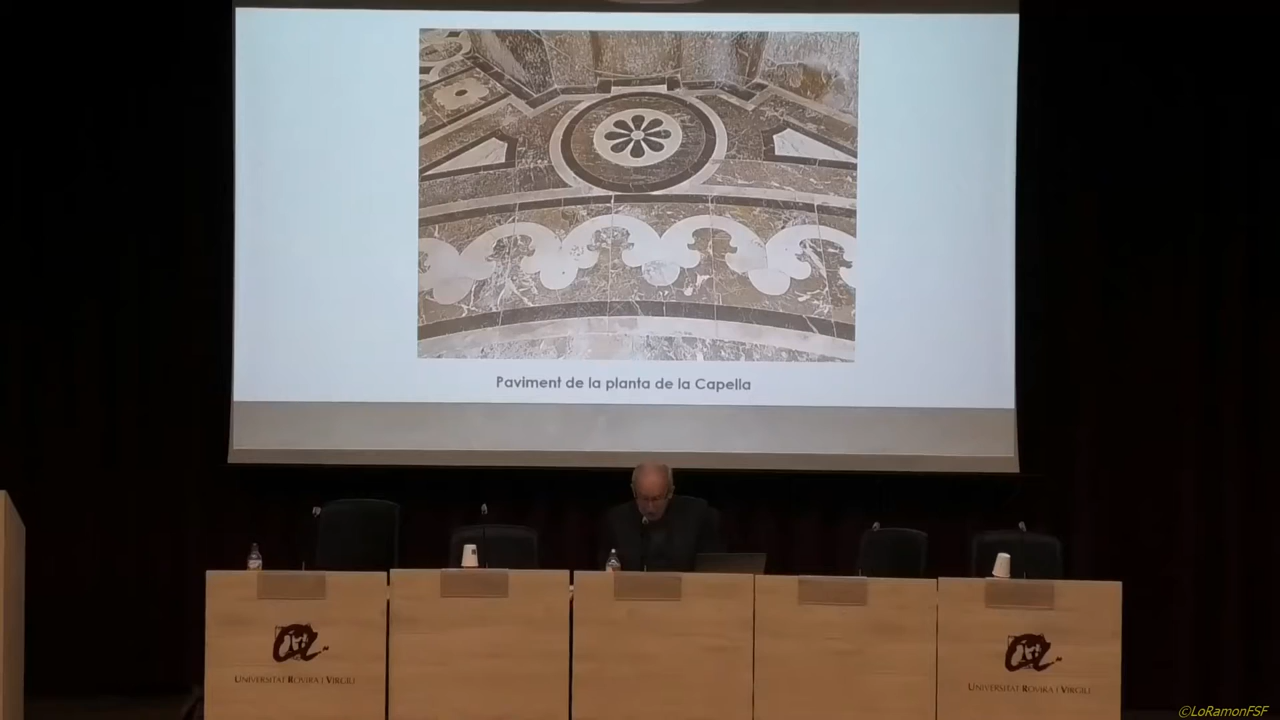 Paviment de la planta de la Capella
UNIVERSITAT ROVIRA I VIRGILI
UNIVERSITAT ROVIRA I VIRGILI
©LoRamonFSF